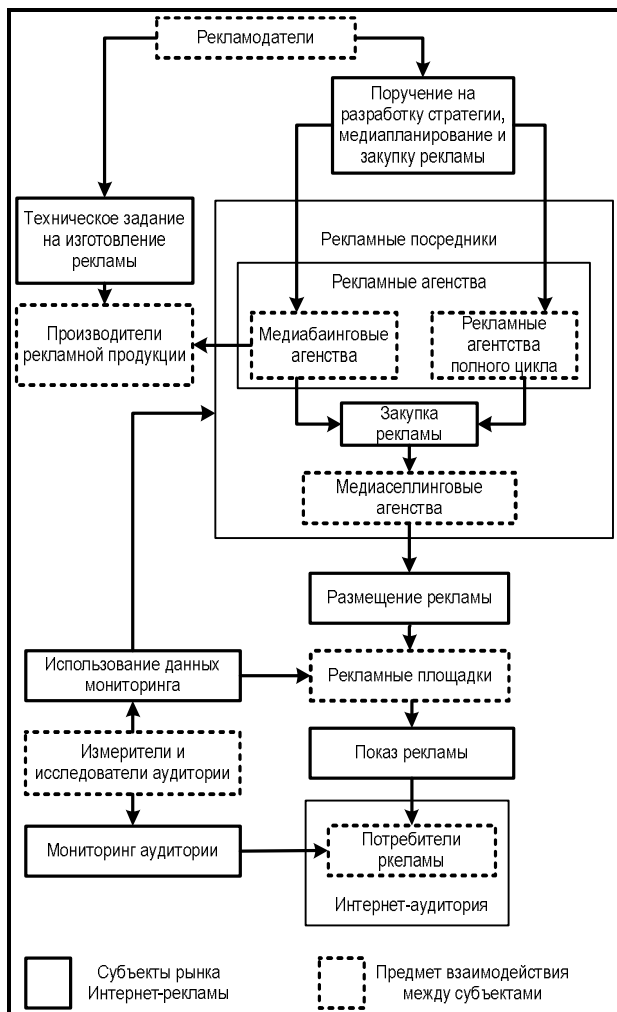 Рекламодатели
Поручение на
разработку стратегии,
медиапланирование и
закупку рекламы
Техническое задание
на изготовление
рекламы
Рекламные посредники
Рекламные агенства
Производители
рекламной продукции
Медиабаинговые
агенства
Рекламные
агентства
полного цикла
Закупка
рекламы
Медиаселлинговые
агенства
Размещение рекламы
Использование данных
мониторинга
Рекламные площадки
Измерители и
исследователи аудитории
Показ рекламы
Мониторинг аудитории
Потребители
ркеламы
Интернет-аудитория
Субъекты рынка
Интернет-рекламы
Предмет взаимодействия
между субъектами